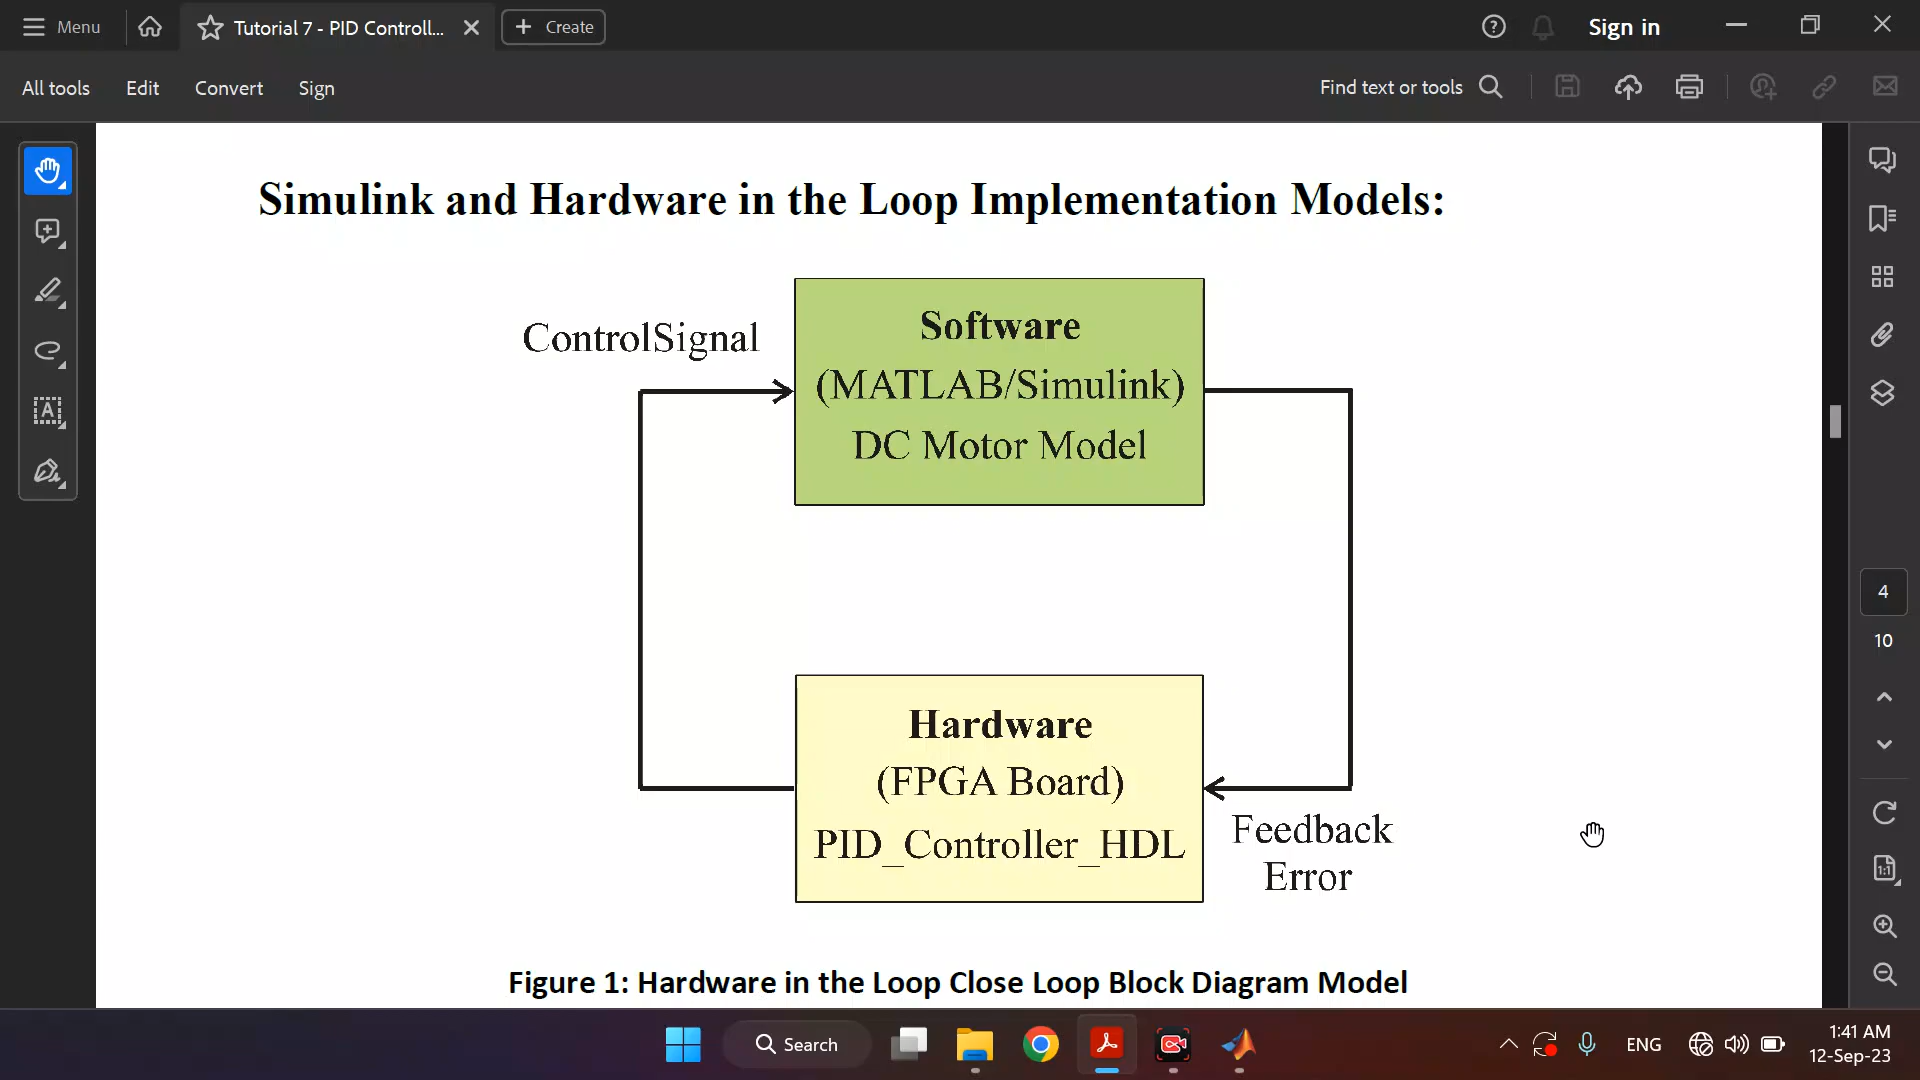 Menu
Tutorial 7 - PID Controll...
Create
Sign in
All tools
Edit
Convert
Sign
Find text or tools
Simulink and Hardware in the Loop Implementation Models:
ControlSignal
Software
(MATLAB/Simulink)
DC Motor Model
Hardware
(FPGA Board)
PID_Controller_HDL
Feedback
Error
Figure 1: Hardware in the Loop Close Loop Block Diagram Model
4
10
1:1
Search
ENG
1:41 AM
12-Sep-23